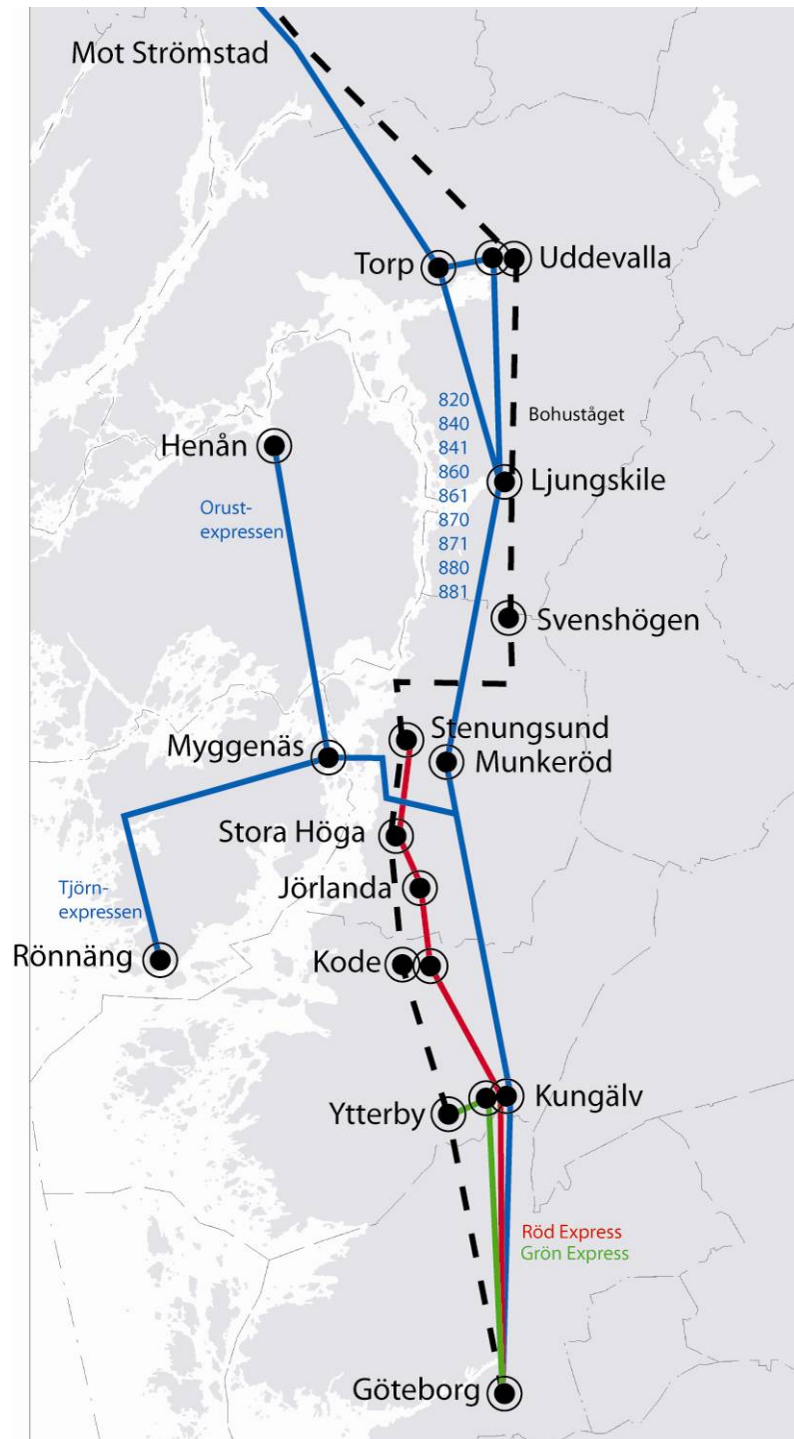 Mot Strömstad
Torp
Uddevalla
820
840
841
860
861
870
871
880
881
Bohuståget
Henån
Ljungskile
Orust-
expressen
Svenshögen
Stenungsund
Myggenäs
Munkeröd
Stora Höga
Jörlanda
Tjörn-
expressen
Rönnäng
Kode
Kungälv
Ytterby
Röd Express
Grön Express
Göteborg